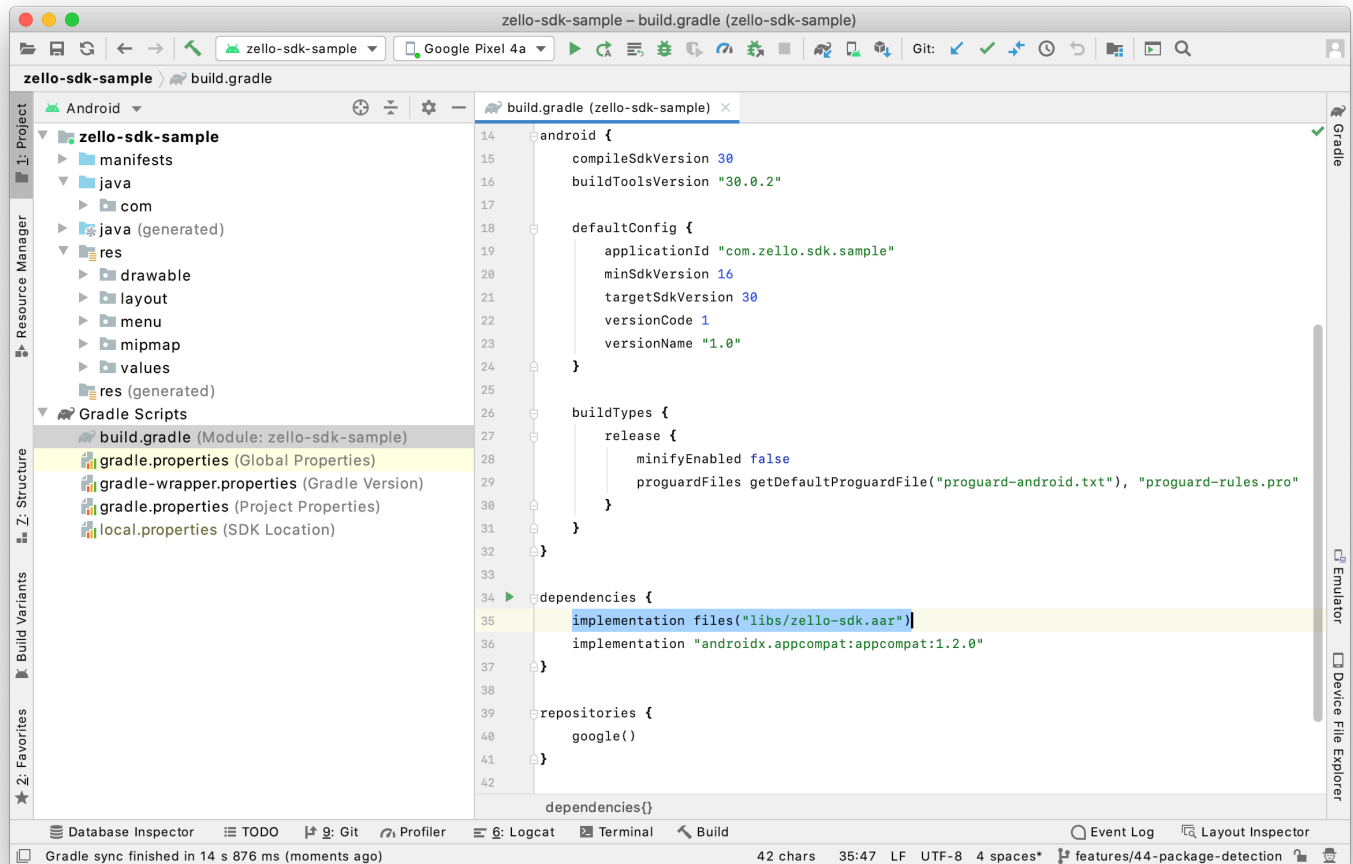 zello-sdk-sample – build.gradle (zello-sdk-sample)
zello-sdk-sample
Google Pixel 4a
Git:
zello-sdk-sample
build.gradle
1: Project
Resource Manager
Z: Structure
Build Variants
2: Favorites
Android
zello-sdk-sample
manifests
java
com
java (generated)
res
drawable
layout
menu
mipmap
values
res (generated)
Gradle Scripts
build.gradle (Module: zello-sdk-sample)
gradle.properties (Global Properties)
gradle-wrapper.properties (Gradle Version)
gradle.properties (Project Properties)
local.properties (SDK Location)
build.gradle (zello-sdk-sample)
14 android {
15 compileSdkVersion 30
16 buildToolsVersion "30.0.2"
17
18 defaultConfig {
19 applicationId "com.zello.sdk.sample"
20 minSdkVersion 16
21 targetSdkVersion 30
22 versionCode 1
23 versionName "1.0"
24 }
25
26 buildTypes {
27 release {
28 minifyEnabled false
29 proguardFiles getDefaultProguardFile("proguard-android.txt"), "proguard-rules.pro"
30 }
31 }
32 }
33
34 dependencies {
35 implementation files("libs/zello-sdk.aar")
36 implementation "androidx.appcompat:appcompat:1.2.0"
37 }
38
39 repositories {
40 google()
41 }
42
dependencies{}
Gradle
Emulator
Device File Explorer
Database Inspector
TODO
9: Git
Profiler
6: Logcat
Terminal
Build
Event Log
Layout Inspector
Gradle sync finished in 14 s 876 ms (moments ago)
42 chars
35:47
LF
UTF-8
4 spaces*
features/44-package-detection